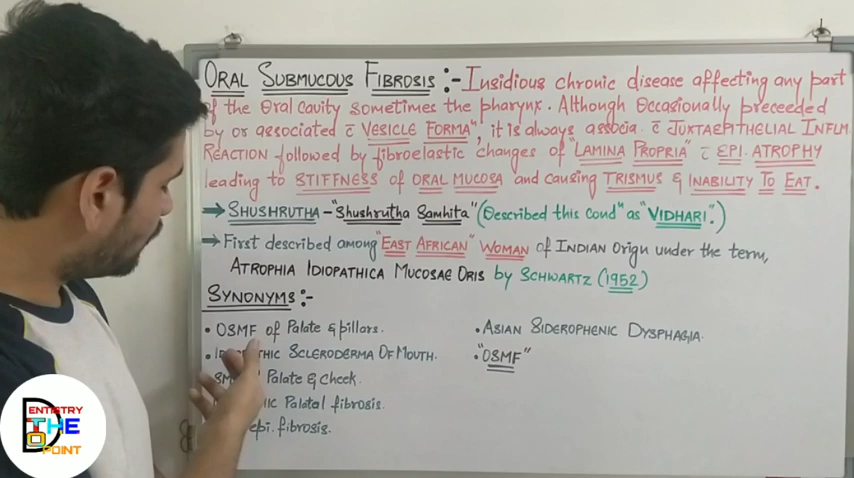 ORAL SUBMUCOUS FIBROSIS :- Insidious chronic disease affecting any part
of the Oral cavity sometimes the pharynx. Although Occasionally preceeded
by or associated c̄ VESICLE FORMA", it is always associa. c̄ JUXTAEPITHELIAL INFLM.
REACTION followed by fibroelastic changes of "LAMINA PROPRIA" c̄ EPI. ATROPHY
leading to STIFFNESS of ORAL MUCOSA and causing TRISMUS & INABILITY TO EAT.
→ SHUSHRUTHA - "Shushrutha Samhita" (Described this Cond" as "VIDHARI".)
→ First described among "EAST AFRICAN" WOMAN of INDIAN Orign under the term,
ATROPHIA IDIOPATHICA MUCOSAE ORIS by SCHWARTZ (1952)
SYNONYMS :-
• OSMF of Palate & pillars.
• SCLERODERMA OF MOUTH.
Palate & Cheek.
Palatal fibrosis.
epi. fibrosis.
• ASIAN SIDEROPHENIC DYSPHAGIA.
• "OSMF"
DENTISTRY
THE
POINT